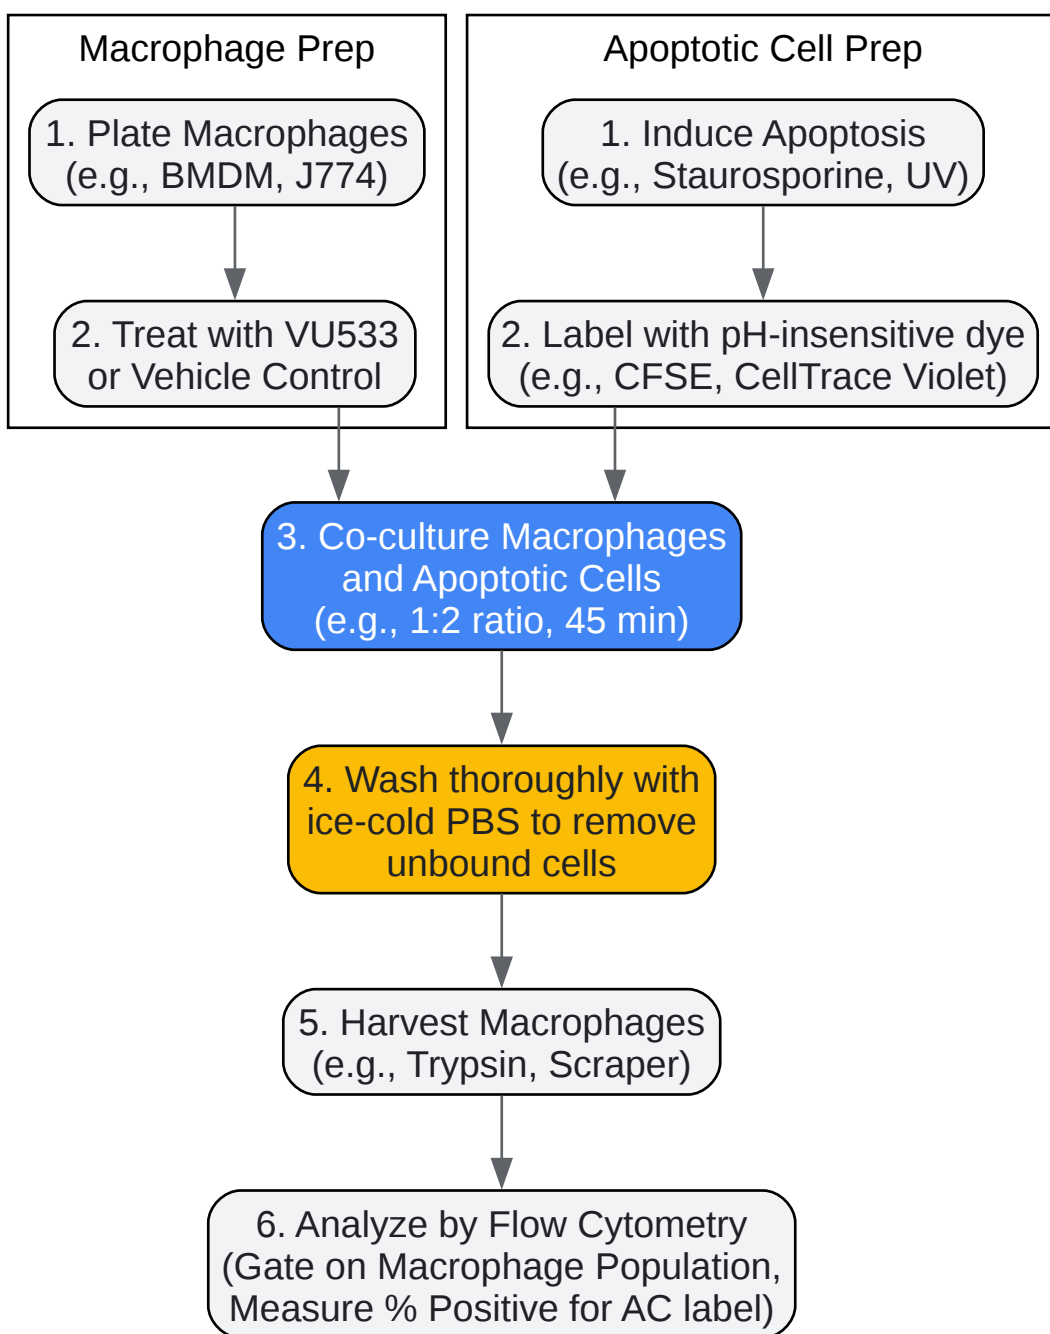 Macrophage Prep
1. Plate Macrophages
(e.g., BMDM, J774)
2. Treat with VU533
or Vehicle Control
Apoptotic Cell Prep
1. Induce Apoptosis
(e.g., Staurosporine, UV)
2. Label with pH-insensitive dye
(e.g., CFSE, CellTrace Violet)
3. Co-culture Macrophages
and Apoptotic Cells
(e.g., 1:2 ratio, 45 min)
4. Wash thoroughly with
ice-cold PBS to remove
unbound cells
5. Harvest Macrophages
(e.g., Trypsin, Scraper)
6. Analyze by Flow Cytometry
(Gate on Macrophage Population,
Measure % Positive for AC label)